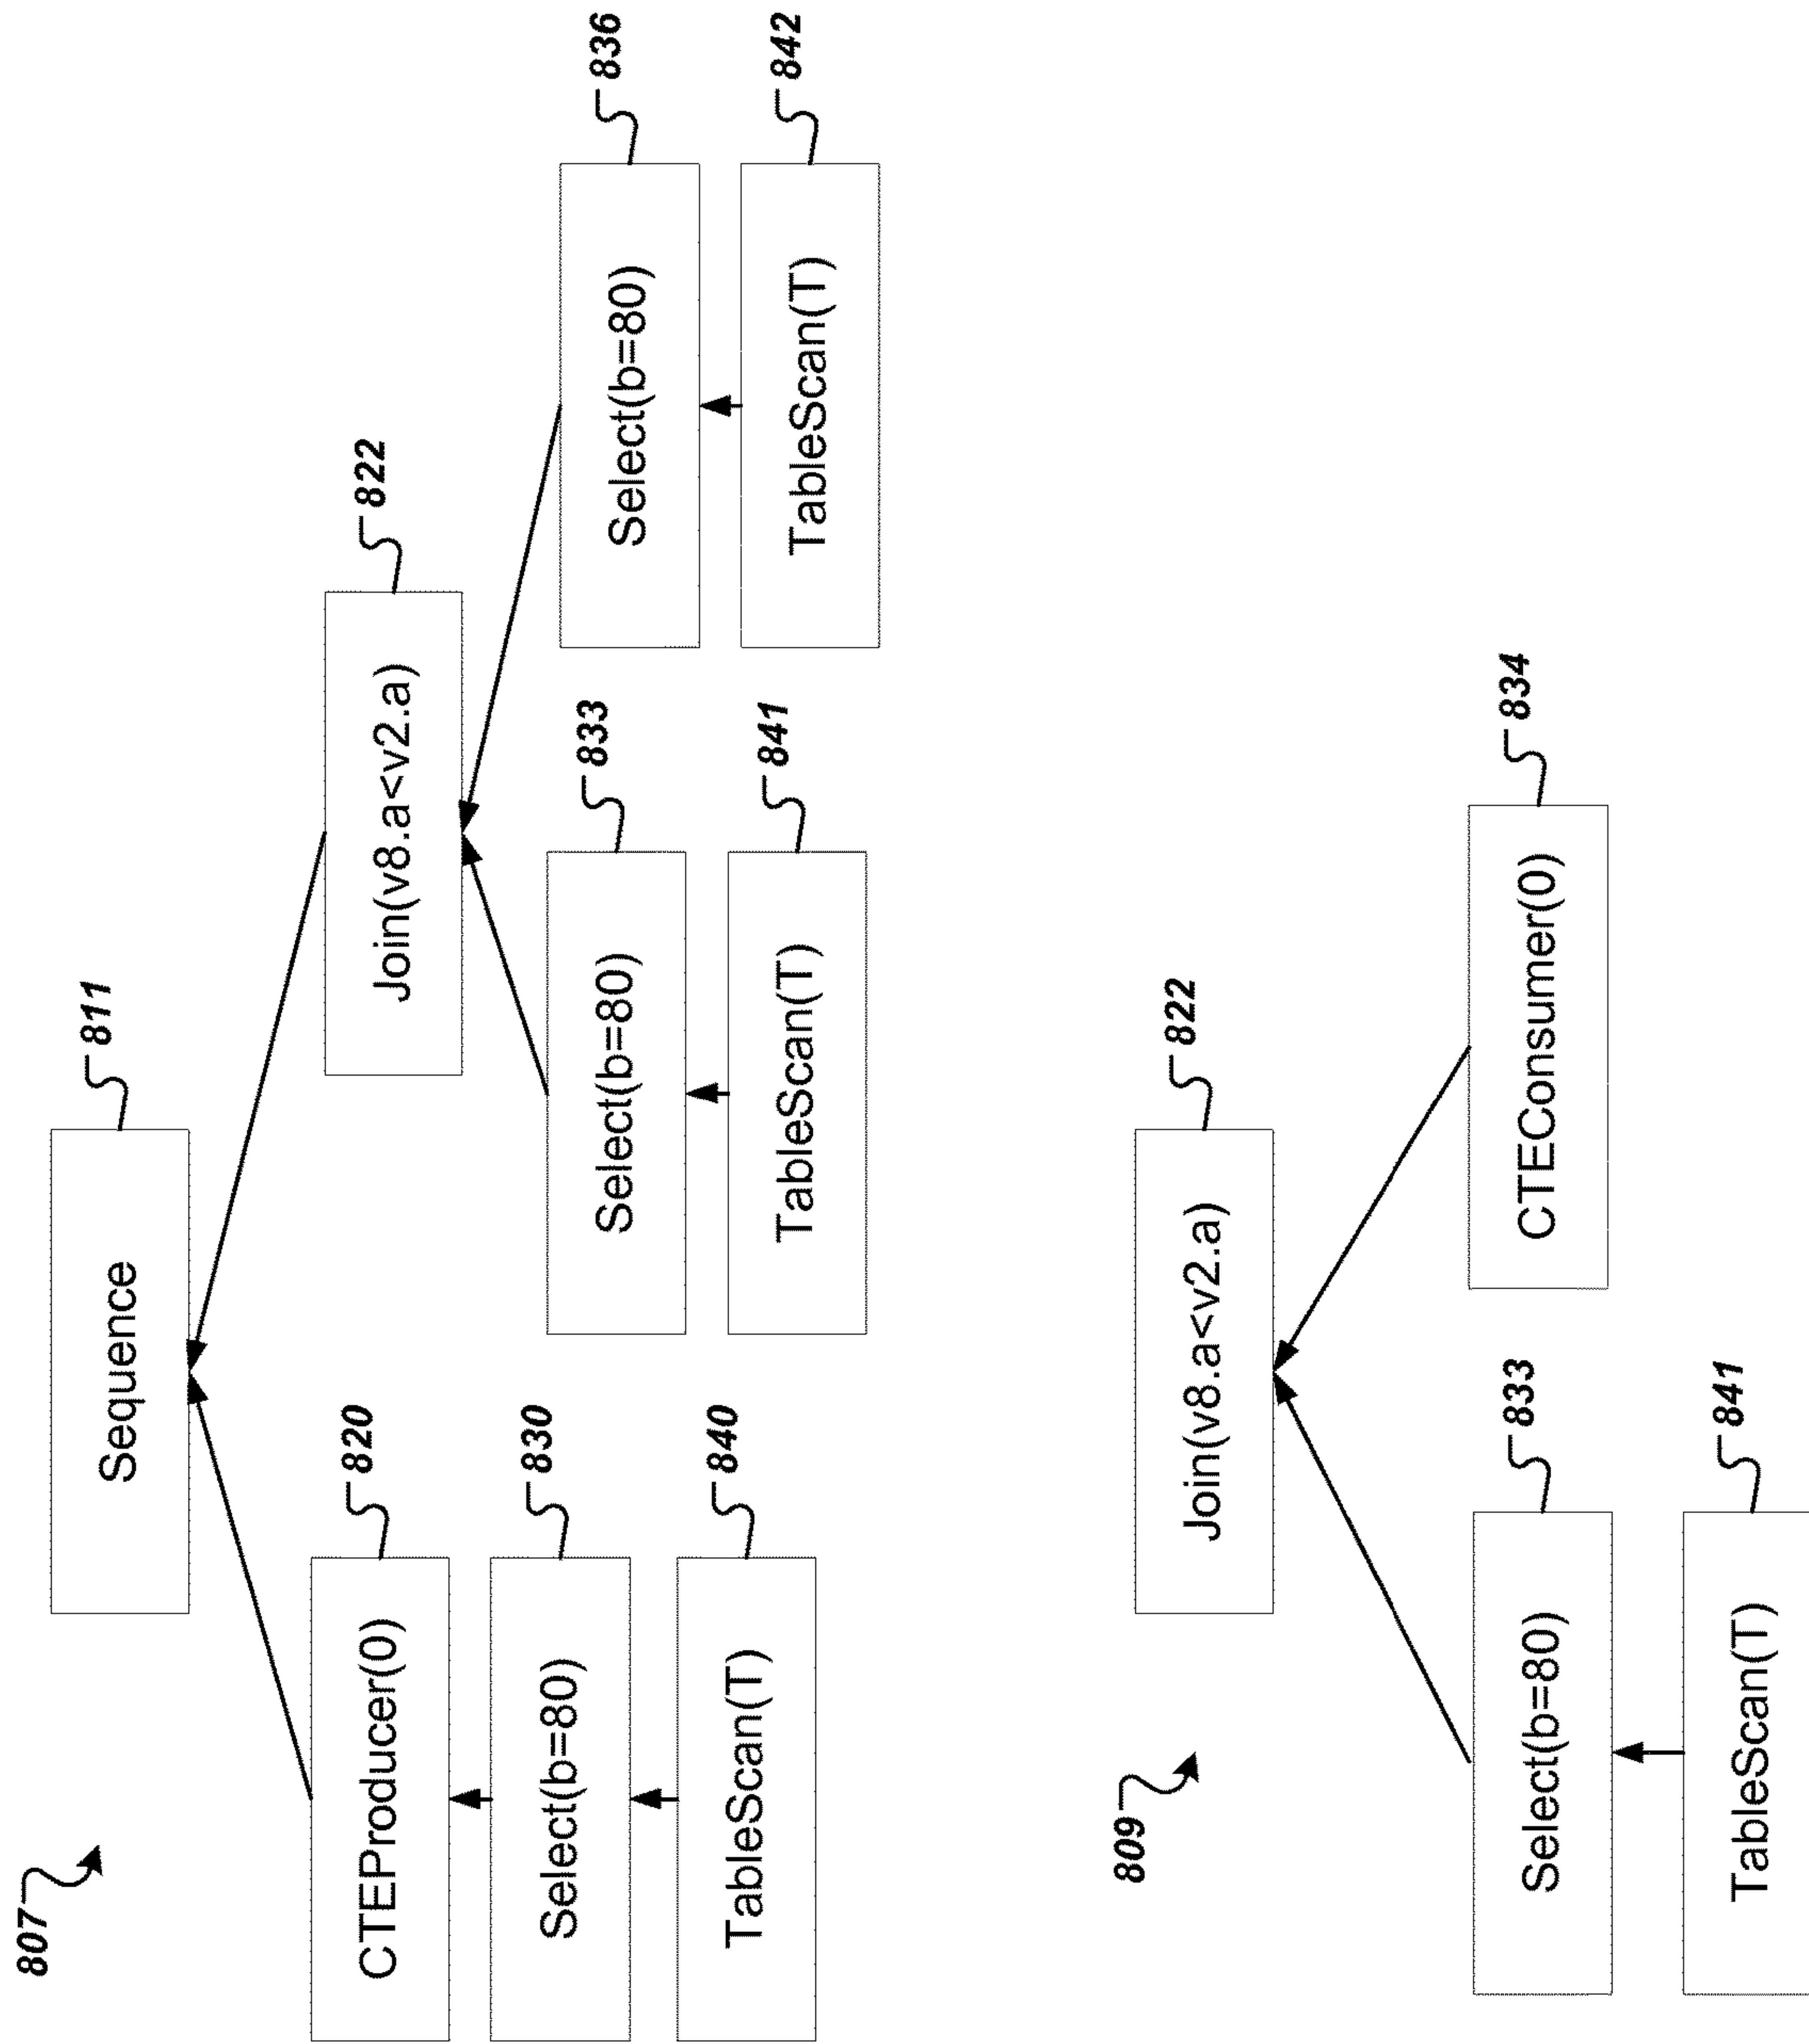 807
Sequence
811
CTEProducer(0)
820
Join(v8.a<v2.a)
822
Select(b=80)
830
Select(b=80)
833
Select(b=80)
836
TableScan(T)
840
TableScan(T)
841
TableScan(T)
842
809
Join(v8.a<v2.a)
822
Select(b=80)
833
CTEConsumer(0)
834
TableScan(T)
841